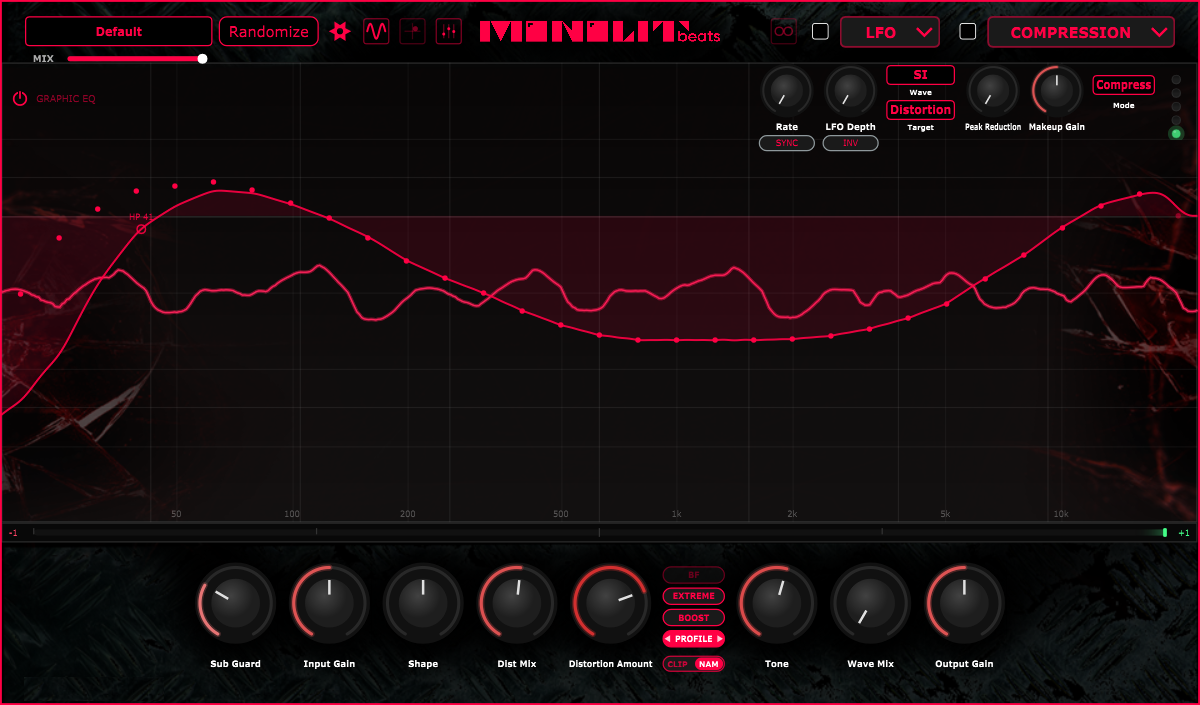 Default
Randomize
MONOLIT beats
LFO
COMPRESSION
MIX
GRAPHIC EQ
Rate
SYNC
LFO Depth
INV
SI
Wave
Distortion
Target
Peak Reduction
Makeup Gain
Compress
Mode
HP 41
50
100
200
500
1k
2k
5k
10k
-1
+1
Sub Guard
Input Gain
Shape
Dist Mix
Distortion Amount
BF
EXTREME
BOOST
PROFILE
CLIP
NAM
Tone
Wave Mix
Output Gain